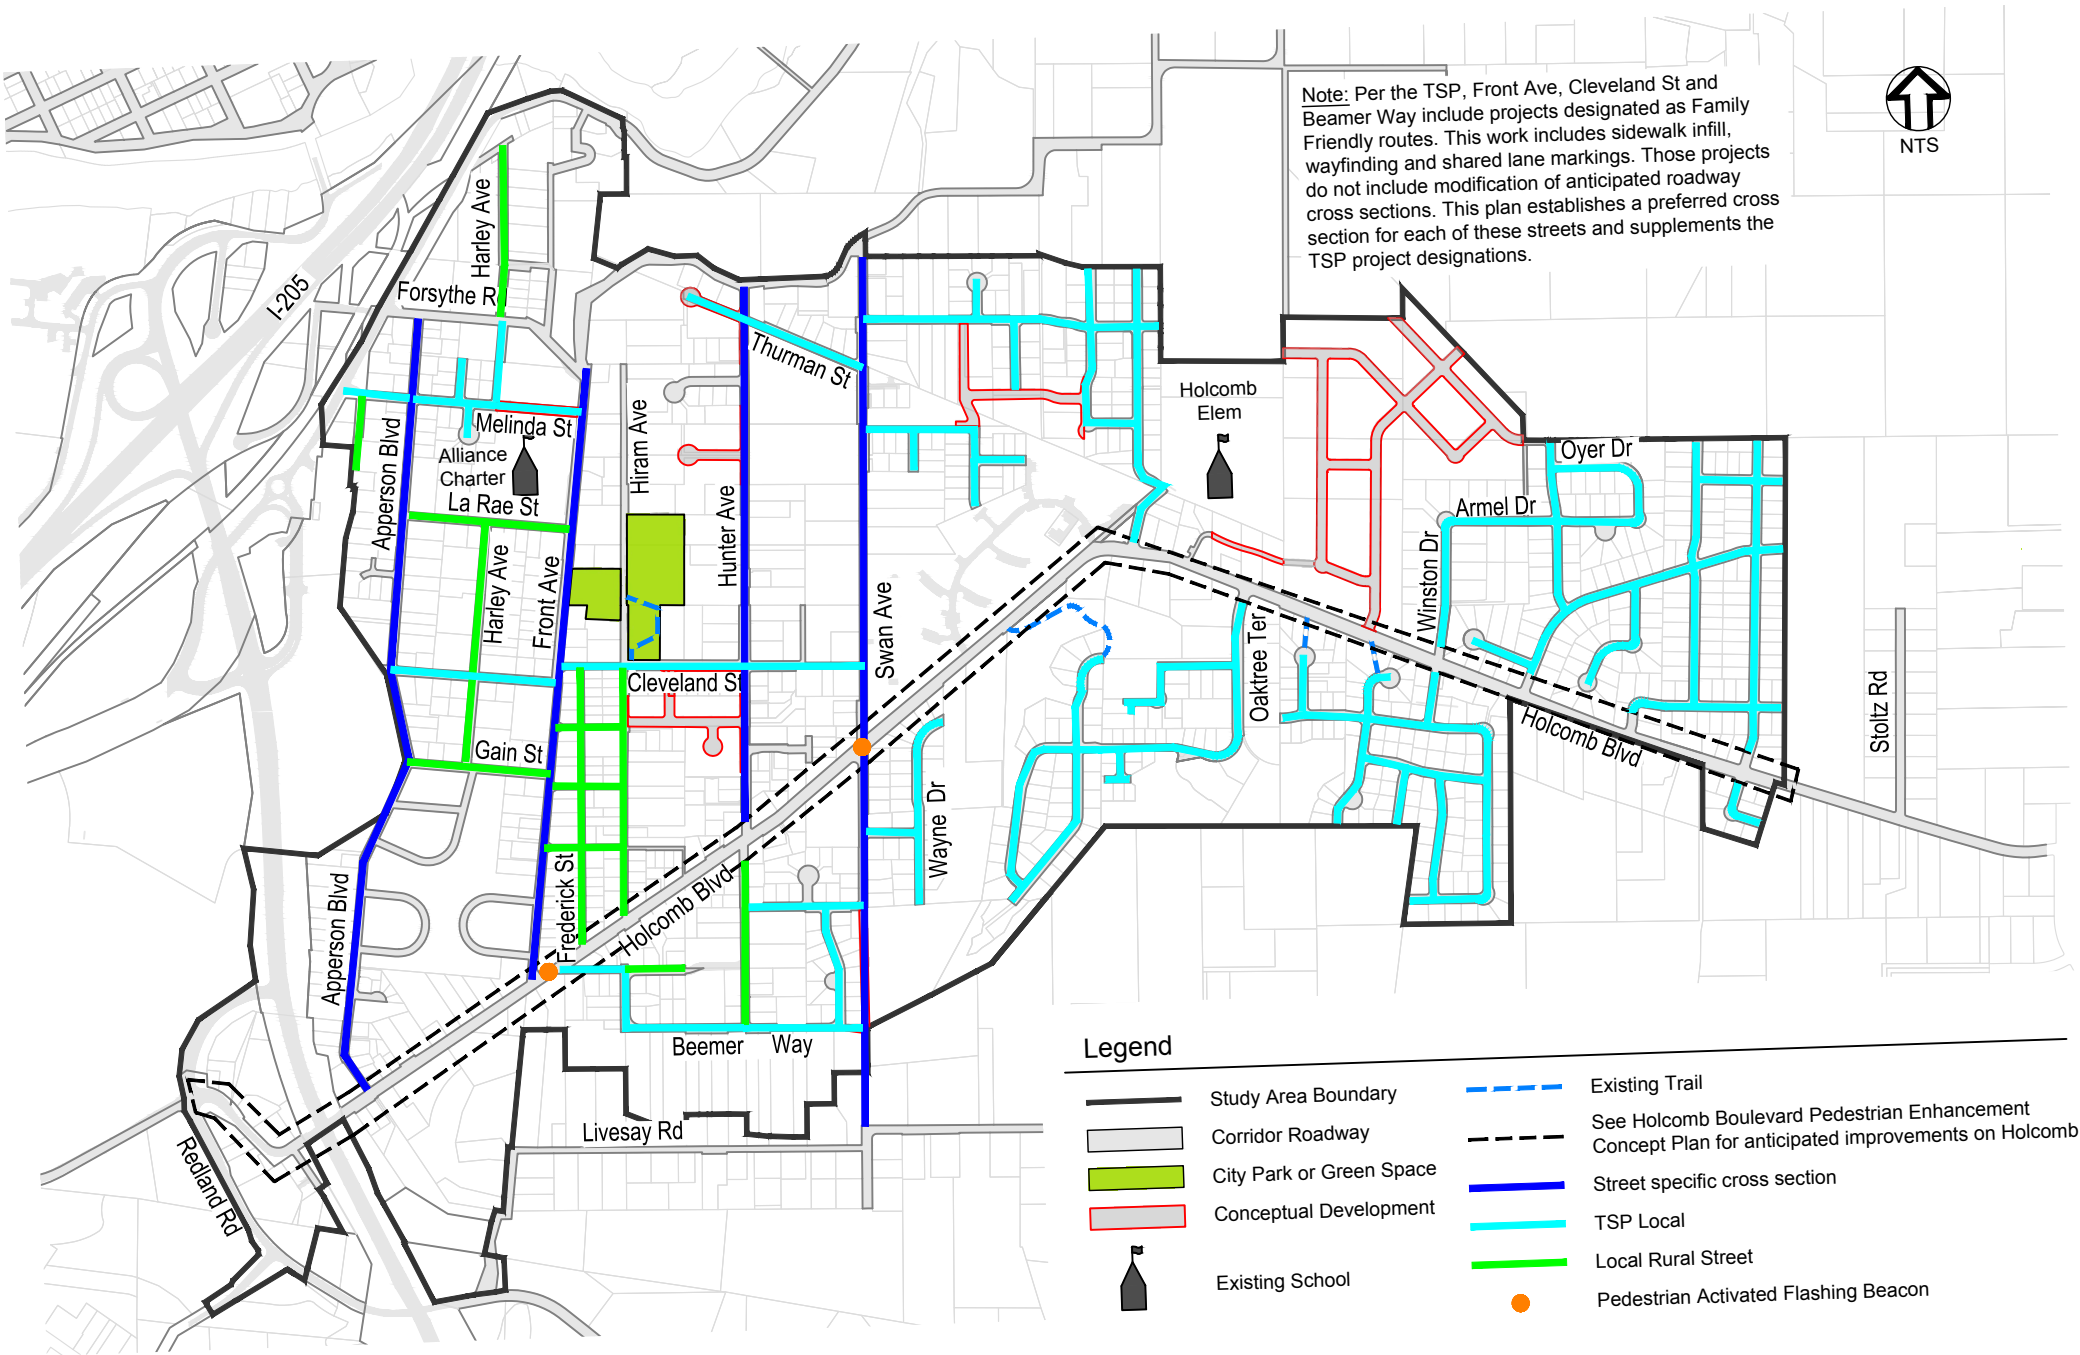 Note: Per the TSP, Front Ave, Cleveland St and
Beamer Way include projects designated as Family
Friendly routes. This work includes sidewalk infill,
wayfinding and shared lane markings. Those projects
do not include modification of anticipated roadway
cross sections. This plan establishes a preferred cross
section for each of these streets and supplements the
TSP project designations.
NTS
I-205
Harley Ave
Forsythe R
Thurman St
Melinda St
Alliance
Charter
La Rae St
Apperson Blvd
Hiram Ave
Hunter Ave
Harley Ave
Front Ave
Swan Ave
Holcomb
Elem
Oyer Dr
Armel Dr
Winston Dr
Oaktree Ter
Cleveland St
Gain St
Wayne Dr
Holcomb Blvd
Stoltz Rd
Frederick St
Holcomb Blvd
Apperson Blvd
Beemer Way
Livesay Rd
Redland Rd
Legend
Study Area Boundary
Corridor Roadway
City Park or Green Space
Conceptual Development
Existing School
Existing Trail
See Holcomb Boulevard Pedestrian Enhancement
Concept Plan for anticipated improvements on Holcomb
Street specific cross section
TSP Local
Local Rural Street
Pedestrian Activated Flashing Beacon